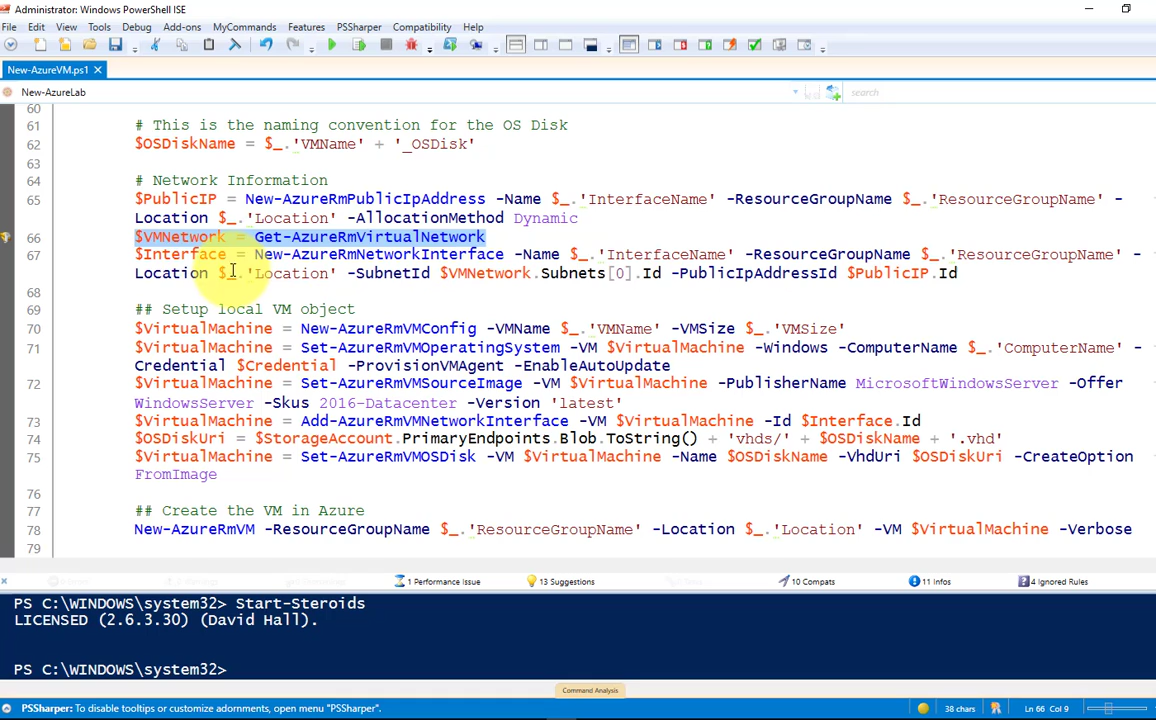 Administrator: Windows PowerShell ISE
File Edit View Tools Debug Add-ons MyCommands Features PSSharper Compatibility Help
New-AzureVM.ps1
New-AzureLab
search
60
61 # This is the naming convention for the OS Disk
62 $OSDiskName = $_.'VMName' + '_OSDisk'
63
64 # Network Information
65 $PublicIP = New-AzureRmPublicIpAddress -Name $_.'InterfaceName' -ResourceGroupName $_.'ResourceGroupName' -
Location $_.'Location' -AllocationMethod Dynamic
66 $VMNetwork = Get-AzureRmVirtualNetwork
67 $Interface = New-AzureRmNetworkInterface -Name $_.'InterfaceName' -ResourceGroupName $_.'ResourceGroupName' -
Location $_.'Location' -SubnetId $VMNetwork.Subnets[0].Id -PublicIpAddressId $PublicIP.Id
68
69 ## Setup local VM object
70 $VirtualMachine = New-AzureRmVMConfig -VMName $_.'VMName' -VMSize $_.'VMSize'
71 $VirtualMachine = Set-AzureRmVMOperatingSystem -VM $VirtualMachine -Windows -ComputerName $_.'ComputerName' -
Credential $Credential -ProvisionVMAgent -EnableAutoUpdate
72 $VirtualMachine = Set-AzureRmVMSourceImage -VM $VirtualMachine -PublisherName MicrosoftWindowsServer -Offer
WindowsServer -Skus 2016-Datacenter -Version 'latest'
73 $VirtualMachine = Add-AzureRmVMNetworkInterface -VM $VirtualMachine -Id $Interface.Id
74 $OSDiskUri = $StorageAccount.PrimaryEndpoints.Blob.ToString() + 'vhds/' + $OSDiskName + '.vhd'
75 $VirtualMachine = Set-AzureRmVMOSDisk -VM $VirtualMachine -Name $OSDiskName -VhdUri $OSDiskUri -CreateOption
FromImage
76
77 ## Create the VM in Azure
78 New-AzureRmVM -ResourceGroupName $_.'ResourceGroupName' -Location $_.'Location' -VM $VirtualMachine -Verbose
79
1 Performance Issue 13 Suggestions 10 Compats 11 Infos 4 Ignored Rules
PS C:\WINDOWS\system32> Start-Steroids
LICENSED (2.6.3.30) (David Hall).
PS C:\WINDOWS\system32>
Command Analysis
PSSharper: To disable tooltips or customize adornments, open menu "PSSharper". 38 chars Ln 66 Col 9